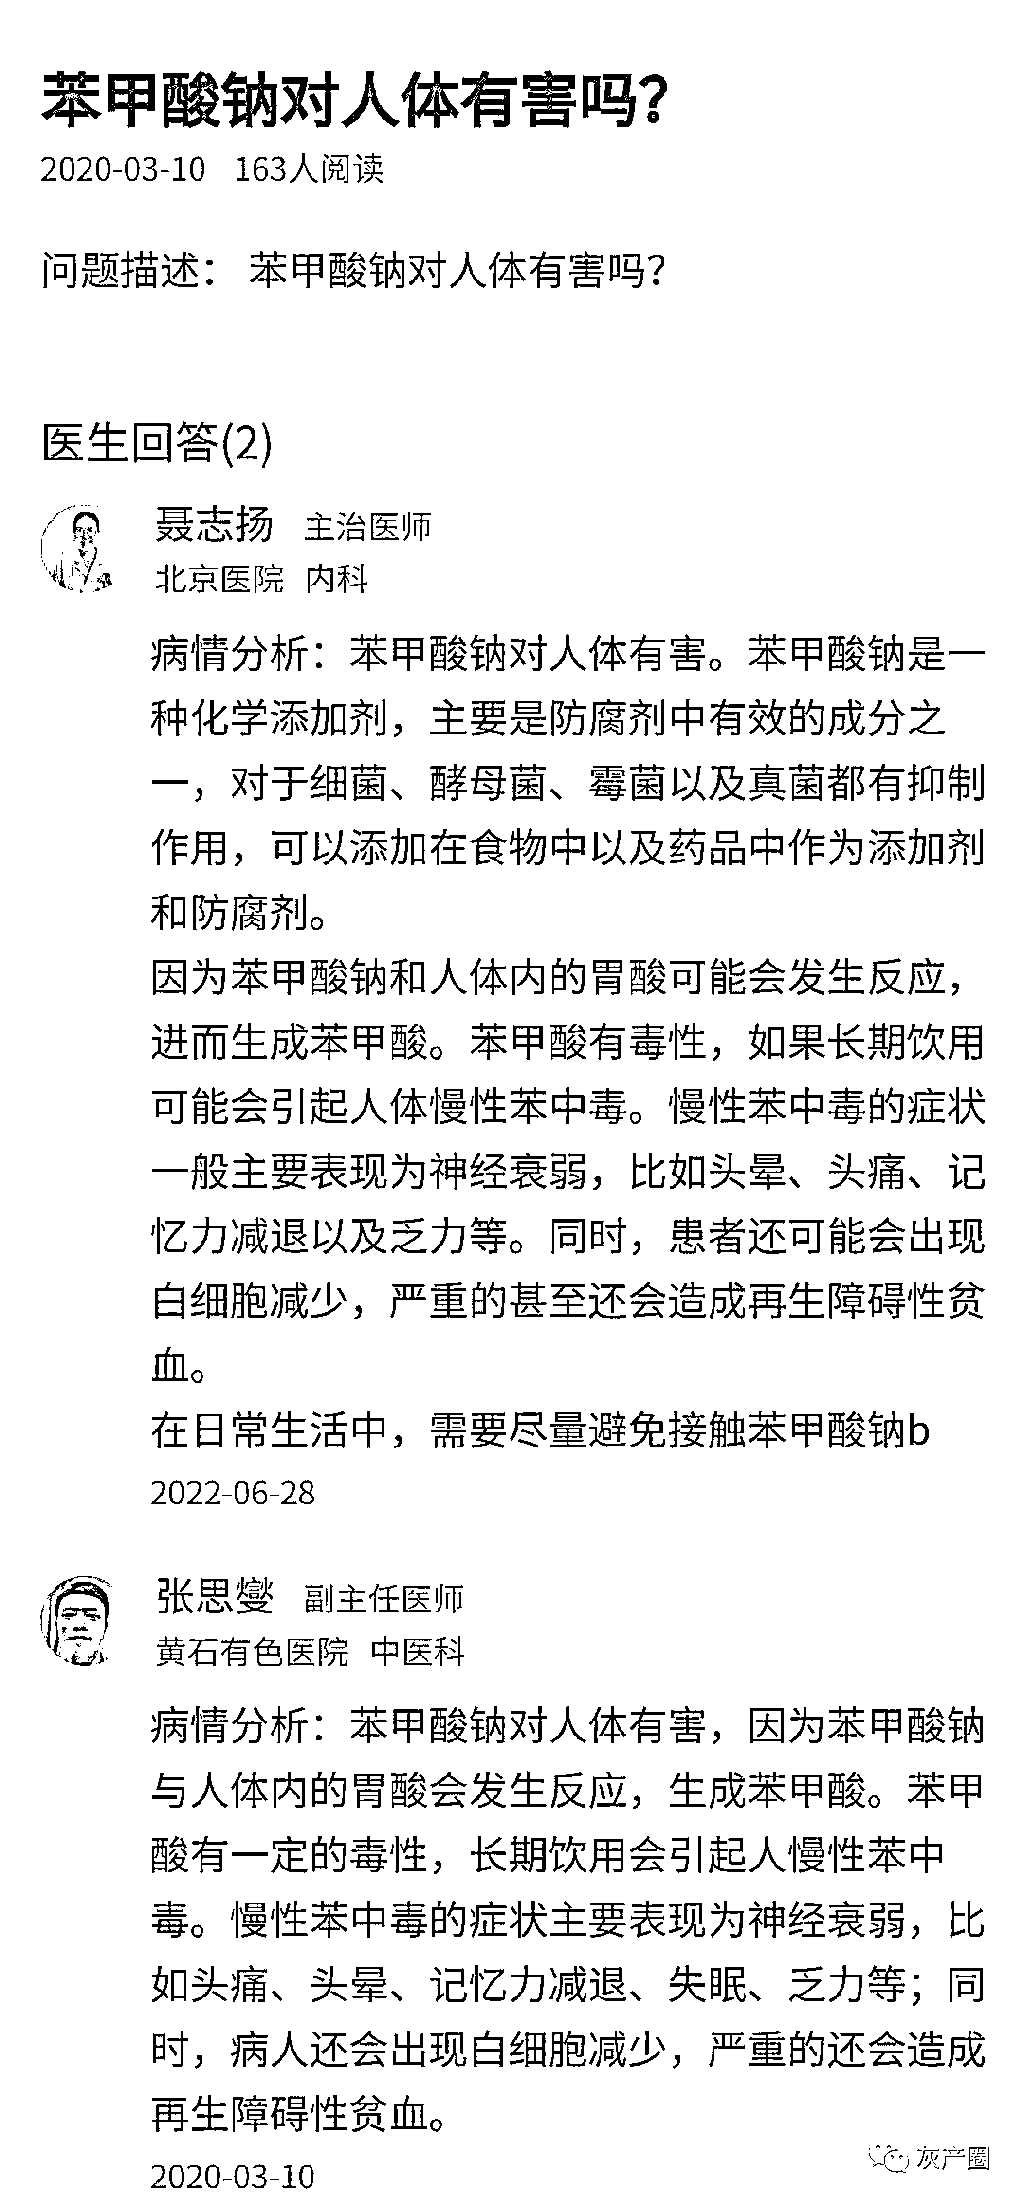 苯甲酸钠对人体有害吗？
2020-03-10 163人阅读
问题描述： 苯甲酸钠对人体有害吗？
医生回答(2)
聂志扬 主治医师
北京医院 内科
病情分析：苯甲酸钠对人体有害。苯甲酸钠是一
种化学添加剂，主要是防腐剂中有效的成分之
一，对于细菌、酵母菌、霉菌以及真菌都有抑制
作用，可以添加在食物中以及药品中作为添加剂
和防腐剂。
因为苯甲酸钠和人体内的胃酸可能会发生反应，
进而生成苯甲酸。苯甲酸有毒性，如果长期饮用
可能会引起人体慢性苯中毒。慢性苯中毒的症状
一般主要表现为神经衰弱，比如头晕、头痛、记
忆力减退以及乏力等。同时，患者还可能会出现
白细胞减少，严重的甚至还会造成再生障碍性贫
血。
在日常生活中，需要尽量避免接触苯甲酸钠b
2022-06-28
张思燮 副主任医师
黄石有色医院 中医科
病情分析：苯甲酸钠对人体有害，因为苯甲酸钠
与人体内的胃酸会发生反应，生成苯甲酸。苯甲
酸有一定的毒性，长期饮用会引起人慢性苯中
毒。慢性苯中毒的症状主要表现为神经衰弱，比
如头痛、头晕、记忆力减退、失眠、乏力等；同
时，病人还会出现白细胞减少，严重的还会造成
再生障碍性贫血。
2020-03-10
灰产圈